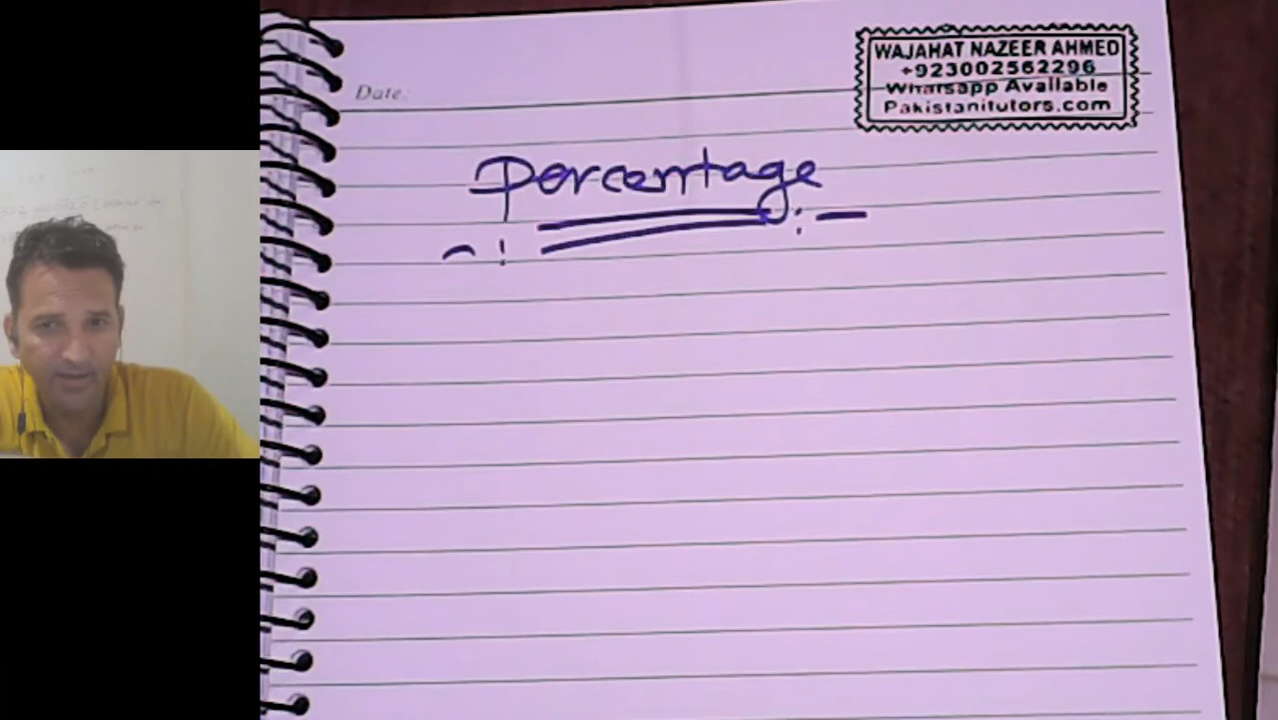 WAJAHAT NAZEER AHMED
+923002562296
Whatsapp Available
Pakistanitutors.com
Date:
Percentage